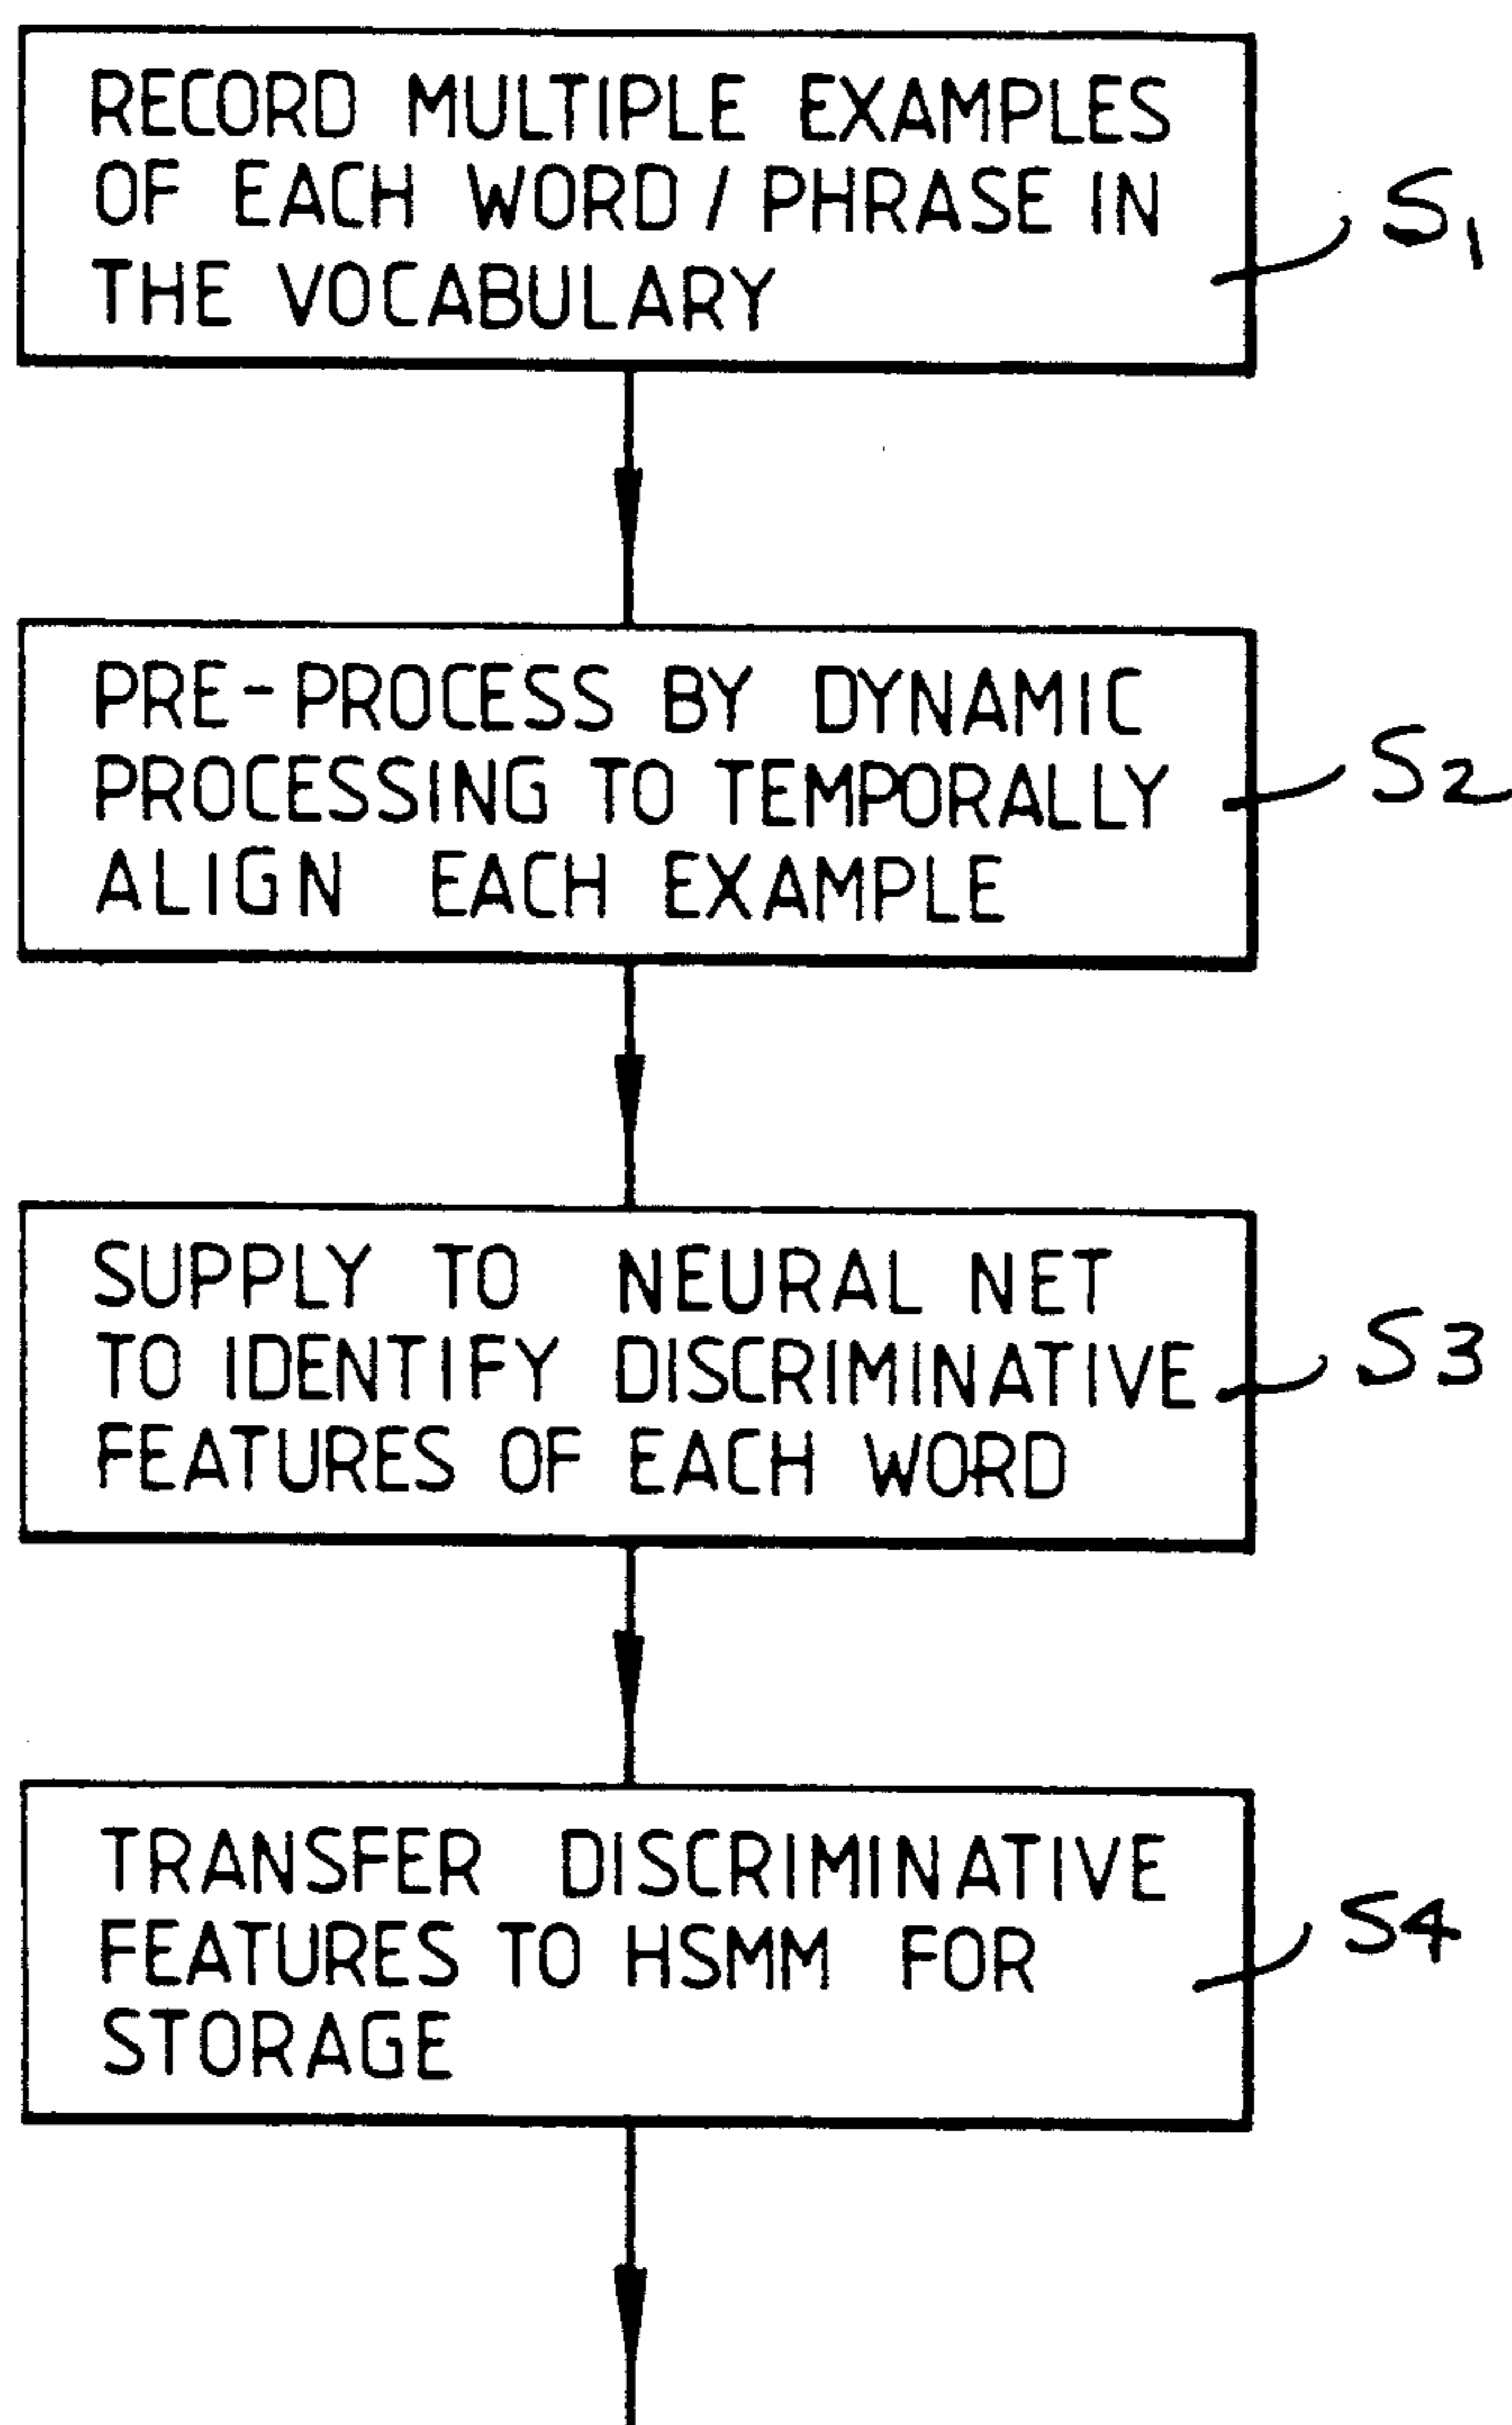 RECORD MULTIPLE EXAMPLES
OF EACH WORD / PHRASE IN
THE VOCABULARY
S1
PRE-PROCESS BY DYNAMIC
PROCESSING TO TEMPORALLY
ALIGN EACH EXAMPLE
S2
SUPPLY TO NEURAL NET
TO IDENTIFY DISCRIMINATIVE
FEATURES OF EACH WORD
S3
TRANSFER DISCRIMINATIVE
FEATURES TO HSMM FOR
STORAGE
S4